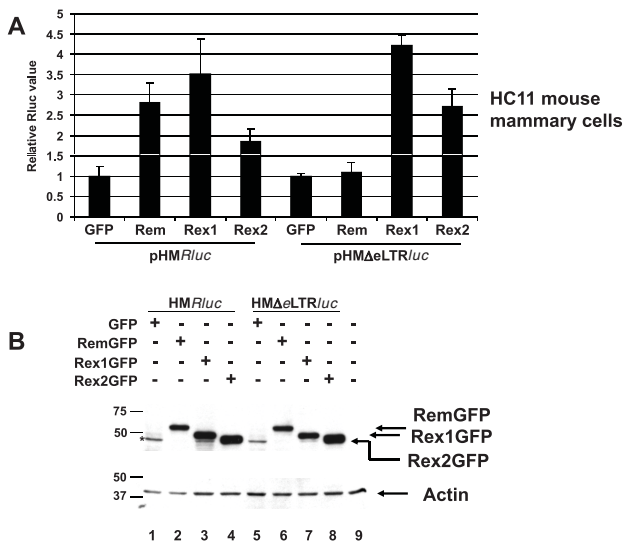 A
5
4.5
4
3.5
3
2.5
2
1.5
1
0.5
0
Rellative Rluc value
GFP Rem Rex1 Rex2 GFP Rem Rex1 Rex2
pHMRluc pHMΔeLTRluc
HC11 mouse
mammary cells
B
HMRluc HMΔeLTRluc
GFP + - - - + - - - -
RemGFP - + - - - + - - -
Rex1GFP - - + - - - + - -
Rex2GFP - - - + - - - + -
75
50
*
RemGFP
Rex1GFP
Rex2GFP
50
37
Actin
1 2 3 4 5 6 7 8 9